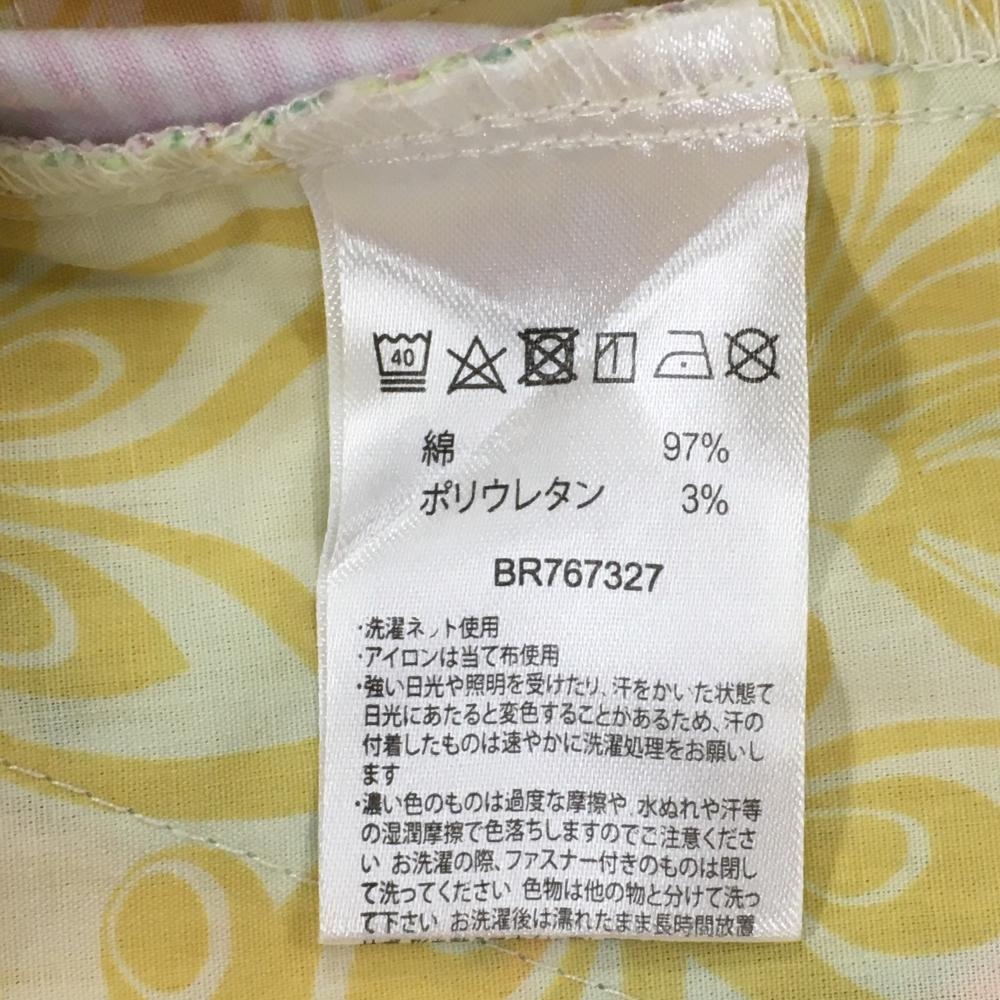 40
綿 97%
ポリウレタン 3%
BR767327
・洗濯ネット使用
・アイロンは当て布使用
・強い日光や照明を受けたり、汗をかいた状態て
日光にあたると変色することがあるため、汗の
付着したものは速やかに洗濯処理をお願いし
ます
・濃い色のものは過度な摩擦や、水ぬれや汗等
の湿潤摩擦で色落ちしますのでご注意くださ
い お洗濯の際、ファスナー付きのものは閉し
て洗ってください 色物は他の物と分けて洗っ
て下さい お洗濯後は濡れたまま長時間放置